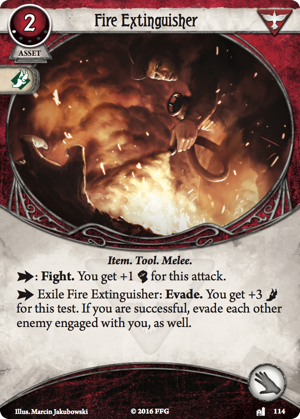 2
Fire Extinguisher
ASSET
Item. Tool. Melee.
: Fight. You get +1 for this attack.
Exile Fire Extinguisher: Evade. You get +3
for this test. If you are successful, evade each other
enemy engaged with you, as well.
Illus. Marcin Jakubowski
© 2016 FFG
114